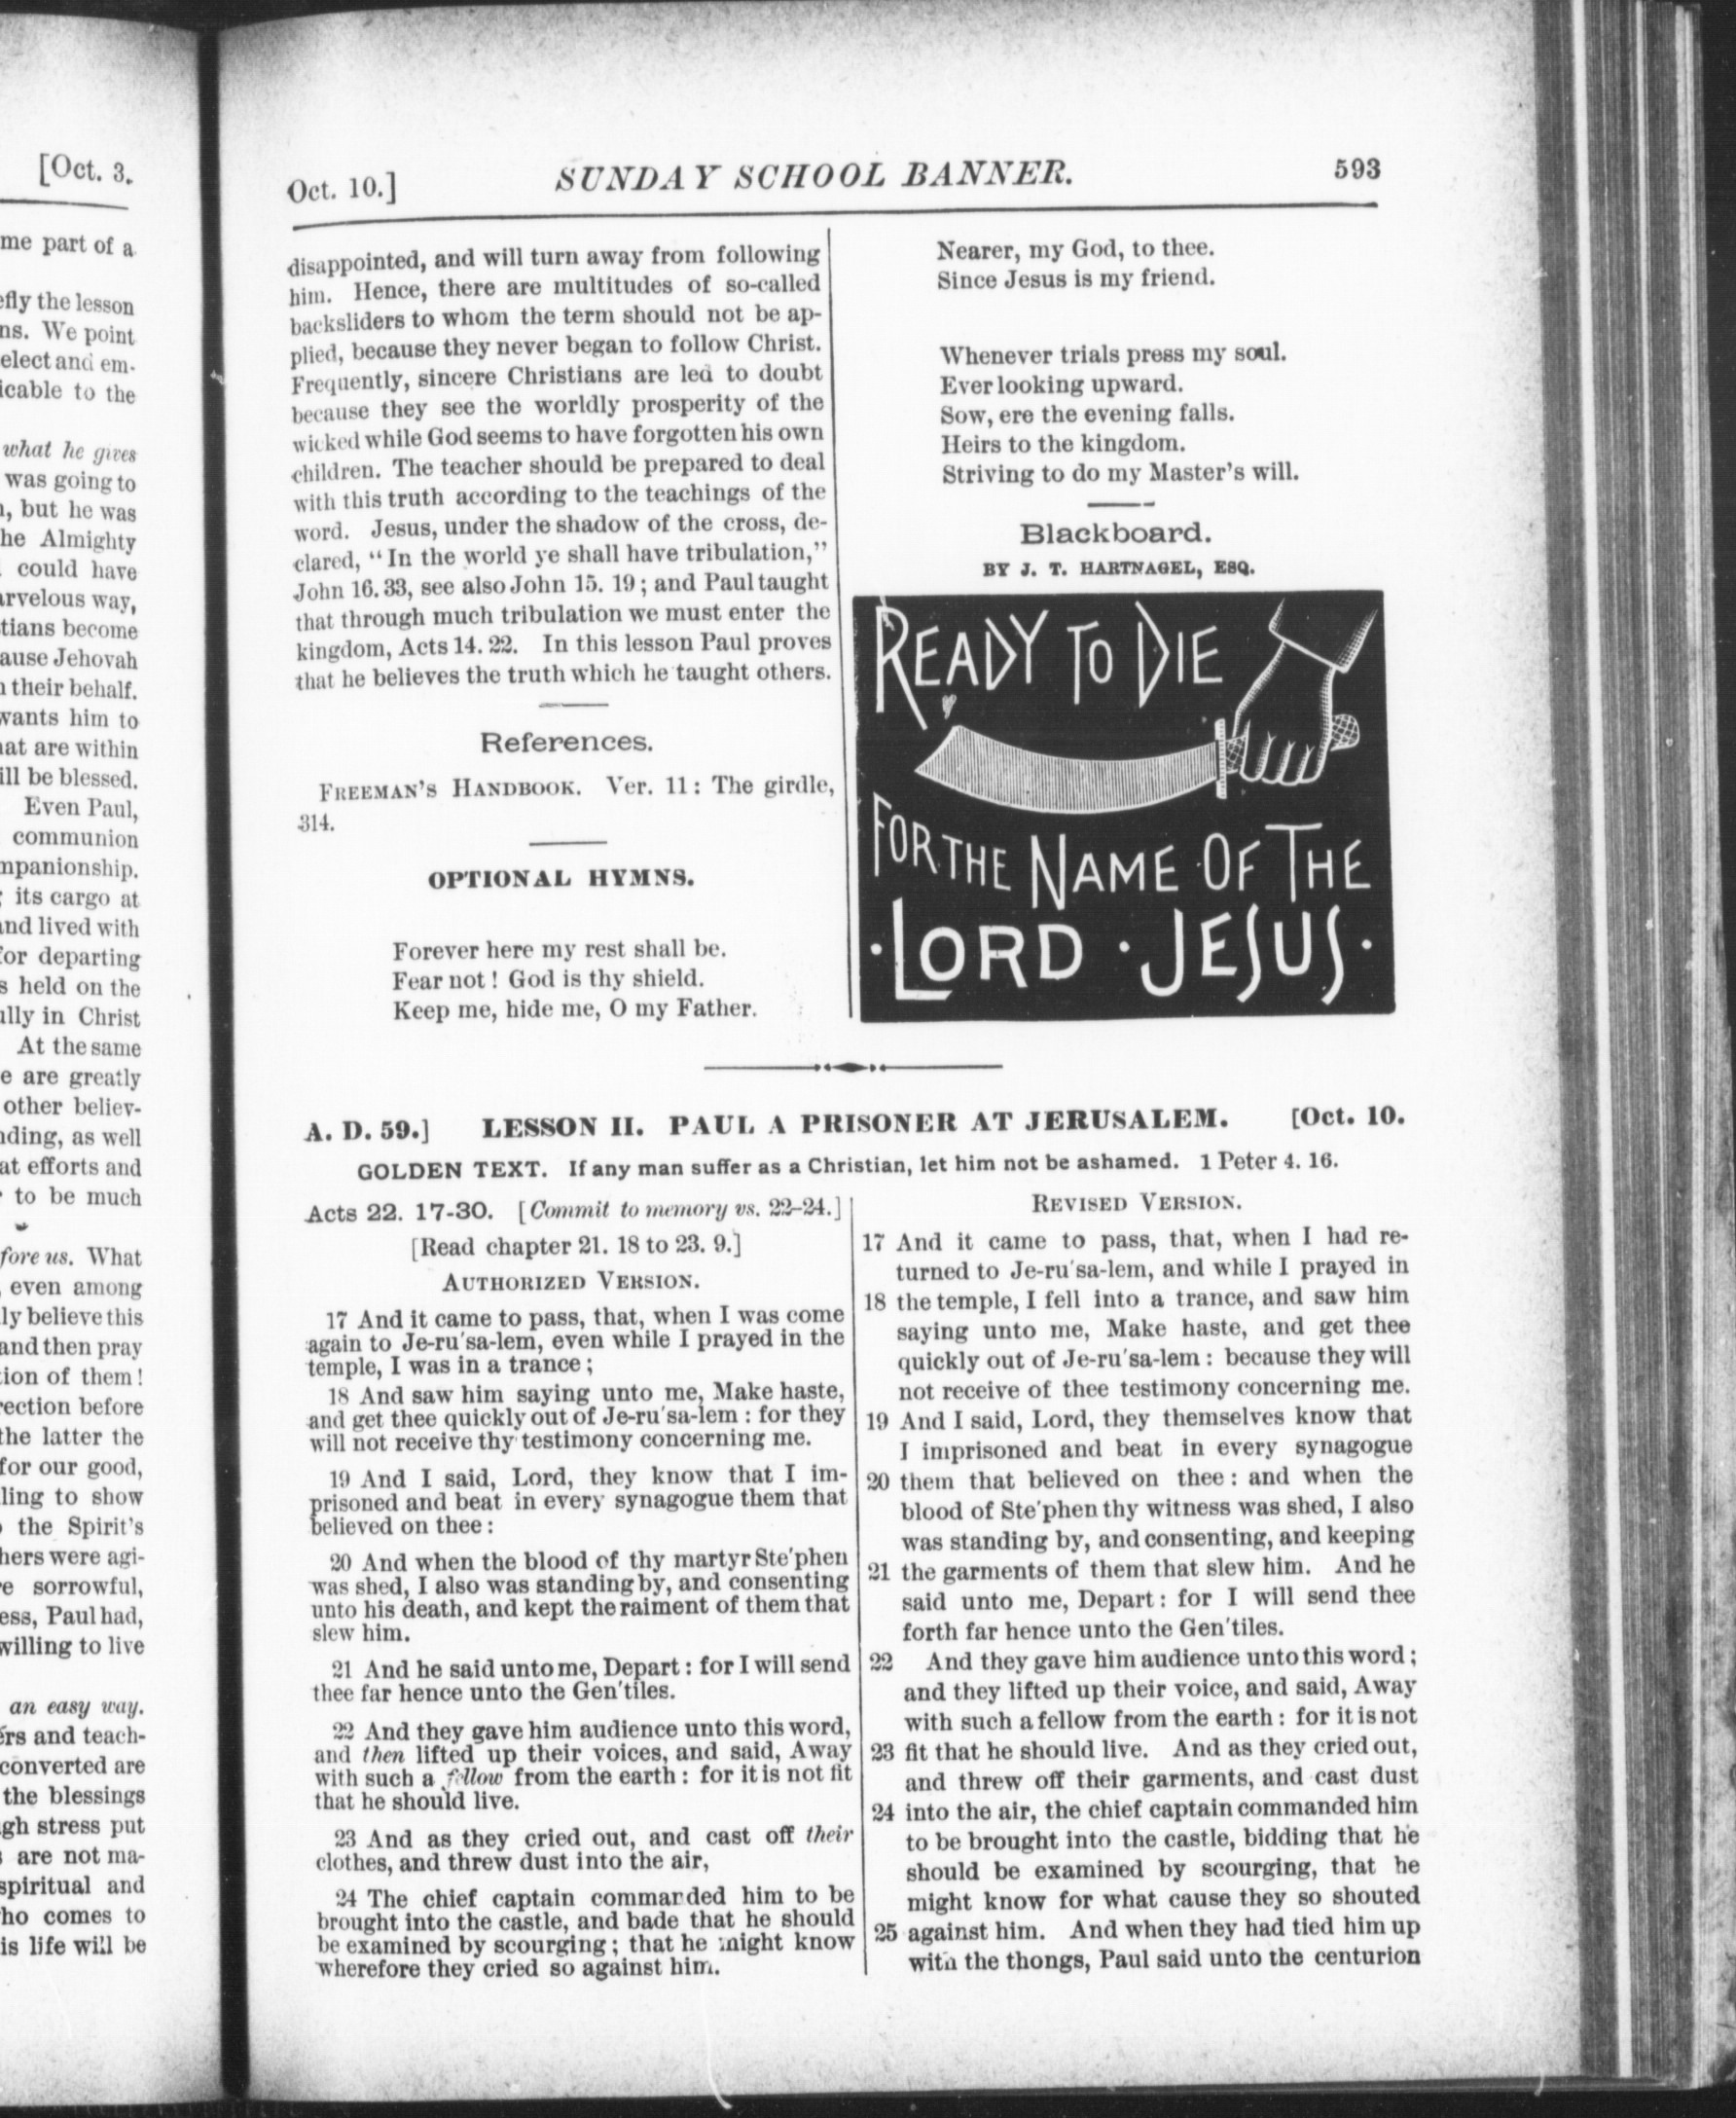 [Oct. 3.
me part of a
efly the lesson
ns. We point
elect and em-
icable to the
what he gives
was going to
, but he was
he Almighty
could have
arvelous way,
tians become
ause Jehovah
their behalf.
wants him to
at are within
ill be blessed.
Even Paul,
communion
mpanionship.
; its cargo at
and lived with
for departing
s held on the
ully in Christ
At the same
e are greatly
other believ-
ding, as well
at efforts and
to be much
fore us. What
, even among
ly believe this
and then pray
tion of them!
rection before
the latter the
for our good,
ling to show
the Spirit's
hers were agi-
e sorrowful,
ess, Paul had,
willing to live
an easy way.
ers and teach-
converted are
the blessings
gh stress put
are not ma-
spiritual and
ho comes to
is life will be
Oct. 10.] SUNDAY SCHOOL BANNER. 593
disappointed, and will turn away from following
him. Hence, there are multitudes of so-called
backsliders to whom the term should not be ap-
plied, because they never began to follow Christ.
Frequently, sincere Christians are led to doubt
because they see the worldly prosperity of the
wicked while God seems to have forgotten his own
children. The teacher should be prepared to deal
with this truth according to the teachings of the
word. Jesus, under the shadow of the cross, de-
clared, “In the world ye shall have tribulation,”
John 16. 33, see also John 15. 19; and Paul taught
that through much tribulation we must enter the
kingdom, Acts 14. 22. In this lesson Paul proves
that he believes the truth which he taught others.
References.
FREEMAN'S HANDBOOK. Ver. 11: The girdle,
314.
OPTIONAL HYMNS.
Forever here my rest shall be.
Fear not! God is thy shield.
Keep me, hide me, O my Father.
Nearer, my God, to thee.
Since Jesus is my friend.
Whenever trials press my soul.
Ever looking upward.
Sow, ere the evening falls.
Heirs to the kingdom.
Striving to do my Master's will.
Blackboard.
BY J. T. HARTNAGEL, ESQ.
READY TO DIE
FOR THE NAME OF THE
·LORD·JESUS·
A. D. 59.] LESSON II. PAUL A PRISONER AT JERUSALEM. [Oct. 10.
GOLDEN TEXT. If any man suffer as a Christian, let him not be ashamed. 1 Peter 4. 16.
Acts 22. 17-30. [Commit to memory vs. 22-24.]
[Read chapter 21. 18 to 23. 9.]
AUTHORIZED VERSION.
17 And it came to pass, that, when I was come
again to Je-ru'sa-lem, even while I prayed in the
temple, I was in a trance;
18 And saw him saying unto me, Make haste,
and get thee quickly out of Je-ru'sa-lem: for they
will not receive thy testimony concerning me.
19 And I said, Lord, they know that I im-
prisoned and beat in every synagogue them that
believed on thee:
20 And when the blood of thy martyr Ste'phen
was shed, I also was standing by, and consenting
unto his death, and kept the raiment of them that
slew him.
21 And he said unto me, Depart: for I will send
thee far hence unto the Gen'tiles.
22 And they gave him audience unto this word,
and then lifted up their voices, and said, Away
with such a fellow from the earth: for it is not fit
that he should live.
23 And as they cried out, and cast off their
clothes, and threw dust into the air,
24 The chief captain commanded him to be
brought into the castle, and bade that he should
be examined by scourging; that he might know
wherefore they cried so against him.
REVISED VERSION.
17 And it came to pass, that, when I had re-
turned to Je-ru'sa-lem, and while I prayed in
18 the temple, I fell into a trance, and saw him
saying unto me, Make haste, and get thee
quickly out of Je-ru'sa-lem: because they will
not receive of thee testimony concerning me.
19 And I said, Lord, they themselves know that
I imprisoned and beat in every synagogue
20 them that believed on thee: and when the
blood of Ste'phen thy witness was shed, I also
was standing by, and consenting, and keeping
21 the garments of them that slew him. And he
said unto me, Depart: for I will send thee
forth far hence unto the Gen'tiles.
22 And they gave him audience unto this word;
and they lifted up their voice, and said, Away
with such a fellow from the earth: for it is not
23 fit that he should live. And as they cried out,
and threw off their garments, and cast dust
24 into the air, the chief captain commanded him
to be brought into the castle, bidding that he
should be examined by scourging, that he
might know for what cause they so shouted
25 against him. And when they had tied him up
with the thongs, Paul said unto the centurion